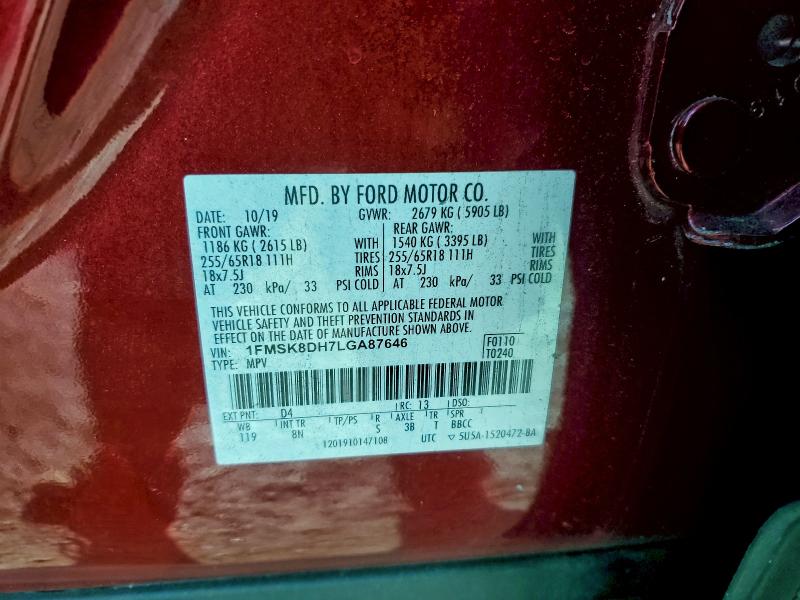 MFD. BY FORD MOTOR CO.
DATE: 10/19 GVWR: 2679 KG ( 5905 LB)
FRONT GAWR: REAR GAWR:
1186 KG ( 2615 LB) WITH 1540 KG ( 3395 LB) WITH
255/65R18 111H TIRES 255/65R18 111H TIRES
18x7.5J RIMS 18x7.5J RIMS
AT 230 kPa/ 33 PSI COLD AT 230 kPa/ 33 PSI COLD
THIS VEHICLE CONFORMS TO ALL APPLICABLE FEDERAL MOTOR
VEHICLE SAFETY AND THEFT PREVENTION STANDARDS IN
EFFECT ON THE DATE OF MANUFACTURE SHOWN ABOVE.
VIN: 1FMSK8DH7LGA87646 F0110
TYPE: MPV T0240
EXT PNT: D4 RC: 13 DSO:
WB INT TR TP/PS R AXLE TR SPR
119 8N S 3B T BBCC
1201910147108 UTC ▽ 5U5A-1520472-BA